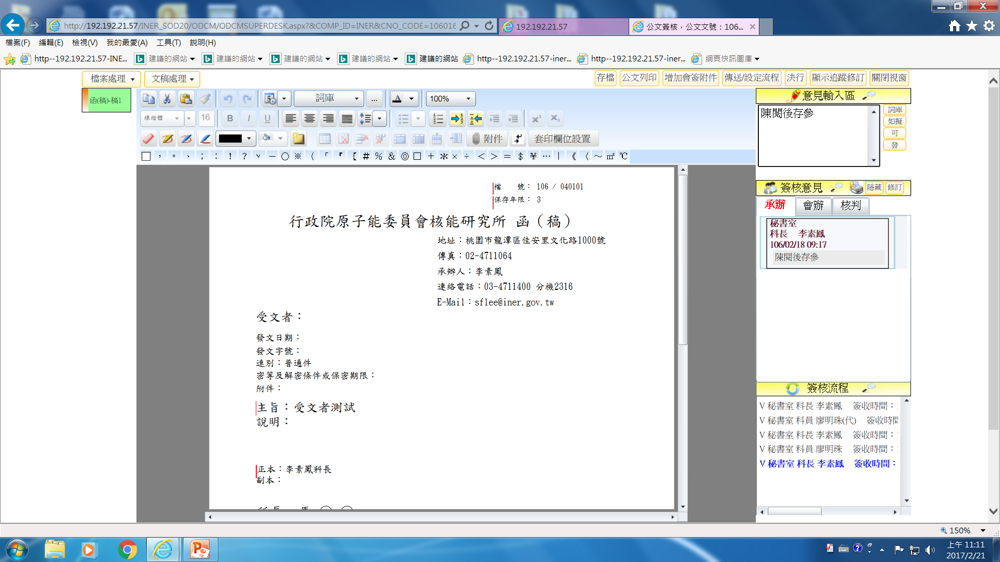 http://192.192.21.57/INER_SOD20/ODCM/ODCMSUPERDESK.aspx?&COMP_ID=INER&CNO_CODE=106016
192.192.21.57
公文簽核，公文文號：106...
檔案(F) 編輯(E) 檢視(V) 我的最愛(A) 工具(T) 說明(H)
http--192.192.21.57-INE... 建議的網站 建議的網站 建議的網站 建議的網站 建議的網站 http--192.192.21.57-iner... http--192.192.21.57-iner... 網頁快訊圖庫
檔案處理 文稿處理 存檔 公文列印 增加會簽附件 傳送/設定流程 決行 顯示追蹤修訂 關閉視窗
函(稿)-稿1
詞庫 ... A 100%
標楷體 16 B I U
附件 套印欄位設置
□ ， 。 、 ； ： ！ ？ ˇ — ○ ※ （ 「 『 【 # % & ◎ □ + * × ÷ < > = $ ¥ … | 《 〈 ～ ㎡ ℃
檔　號： 106 / 040101
保存年限： 3
行政院原子能委員會核能研究所 函（稿）
地址：桃園市龍潭區佳安里文化路1000號
傳真：02-4711064
承辦人：李素鳳
連絡電話：03-4711400 分機2316
E-Mail：sflee@iner.gov.tw
受文者：
發文日期：
發文字號：
速別：普通件
密等及解密條件或保密期限：
附件：
主旨：受文者測試
說明：
正本：李素鳳科長
副本：
意見輸入區
陳閱後存參
詞庫
如擬
可
發
簽核意見 隱藏 修訂
承辦 會辦 核判
秘書室
科長 李素鳳
106/02/18 09:17
陳閱後存參
簽核流程
V 秘書室 科長 李素鳳 簽收時間：
V 秘書室 科員 廖明珠(代) 簽收時間
V 秘書室 科長 李素鳳 簽收時間：
V 秘書室 科員 廖明珠 簽收時間：
V 秘書室 科長 李素鳳 簽收時間：
150%
上午 11:11
2017/2/21